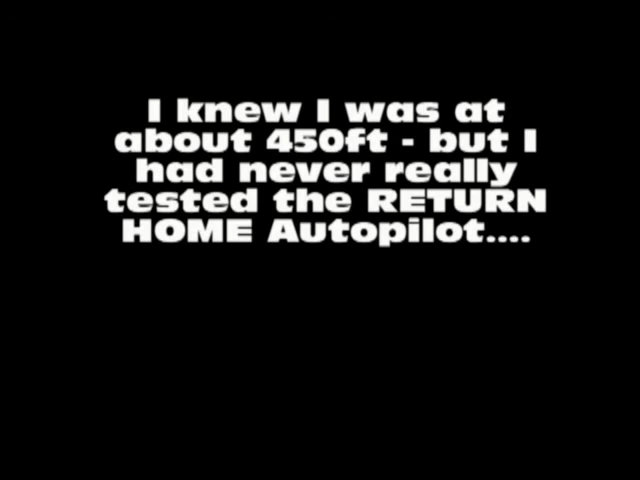 I knew I was at
about 450ft - but I
had never really
tested the RETURN
HOME Autopilot....